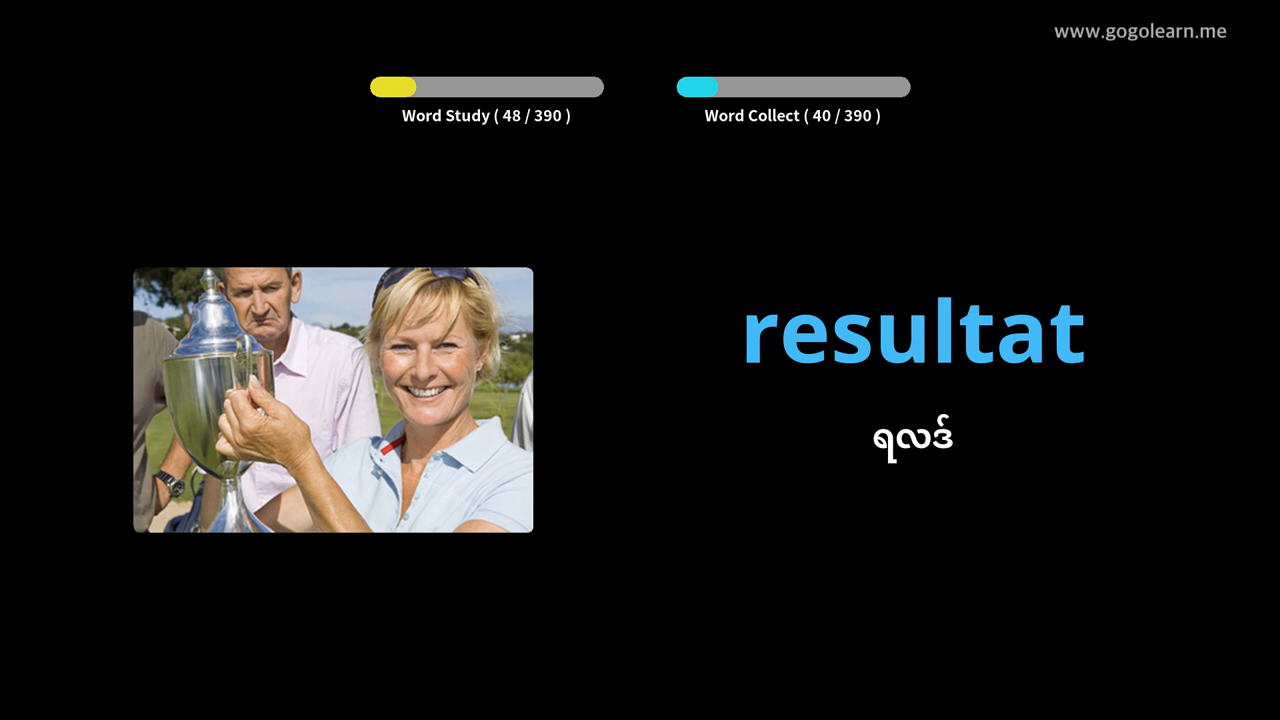 www.gogolearn.me
Word Study ( 48 / 390 )
Word Collect ( 40 / 390 )
resultat
ရလဒ်